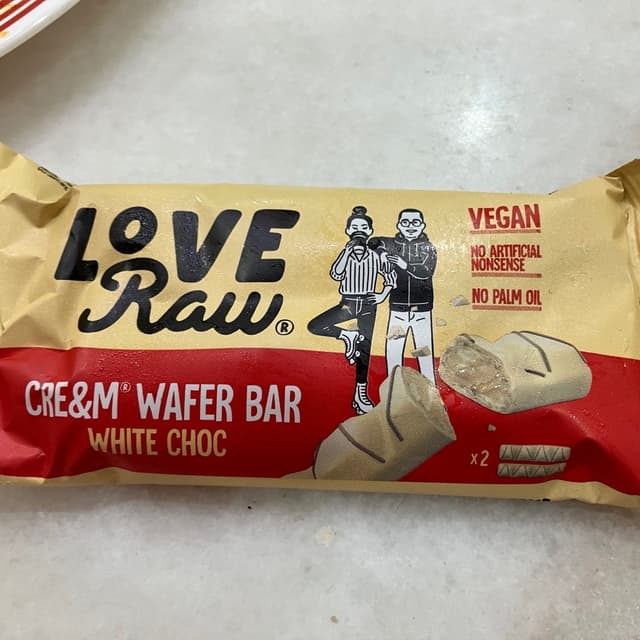 LOVE
Raw®
CRE&M® WAFER BAR
WHITE CHOC
VEGAN
NO ARTIFICIAL
NONSENSE
NO PALM OIL
x2